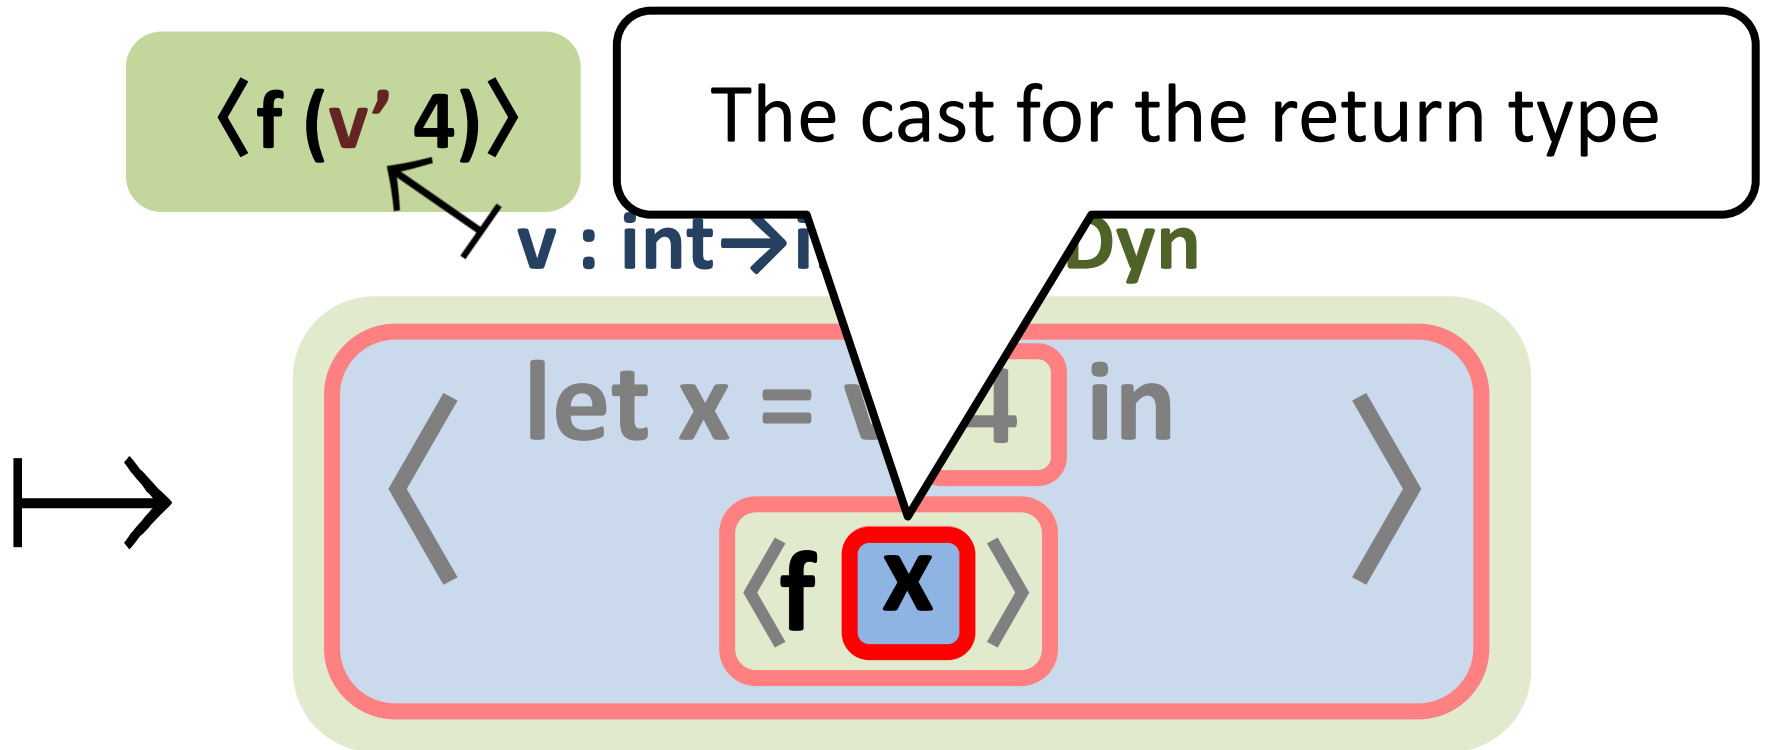 ⟨f (v’ 4)⟩
The cast for the return type
v : int→i Dyn
⟨ let x = v 4 in ⟩
⟨f x⟩